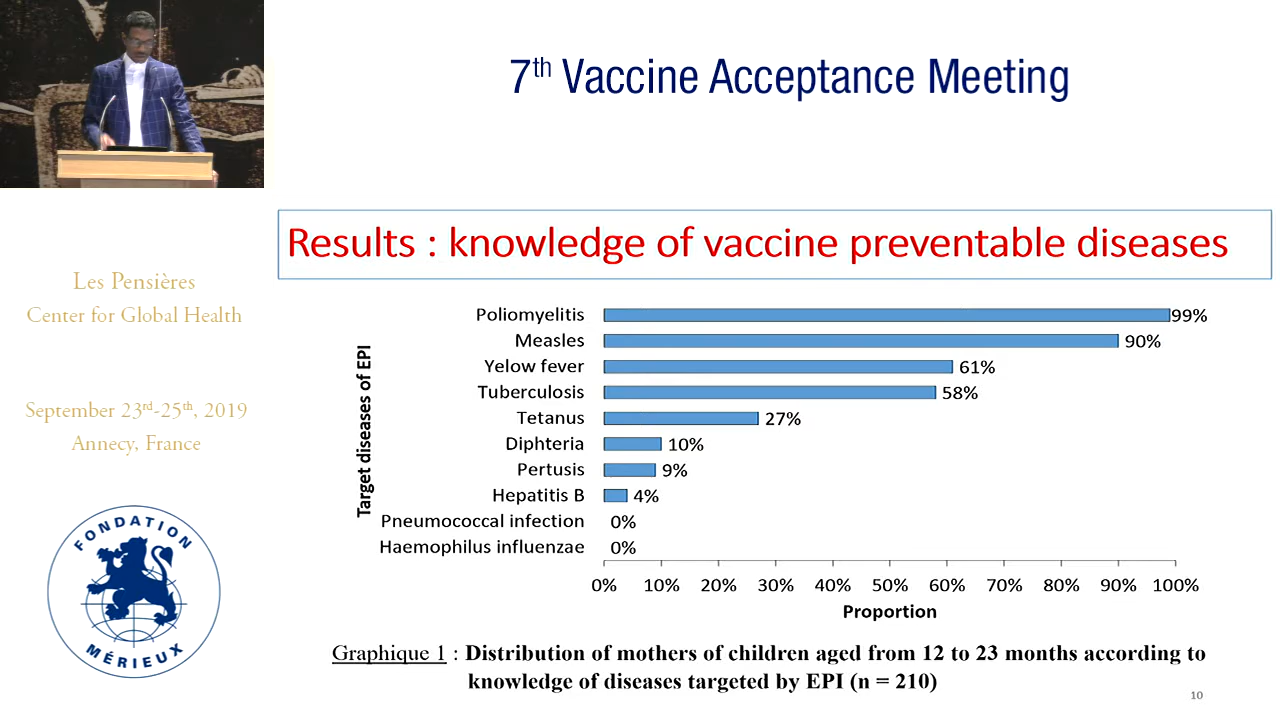 7th Vaccine Acceptance Meeting
Results : knowledge of vaccine preventable diseases
Les Pensières
Center for Global Health
September 23rd-25th, 2019
Annecy, France
FONDATION
MÉRIEUX
Target diseases of EPI
Poliomyelitis 99%
Measles 90%
Yelow fever 61%
Tuberculosis 58%
Tetanus 27%
Diphteria 10%
Pertusis 9%
Hepatitis B 4%
Pneumococcal infection 0%
Haemophilus influenzae 0%
0% 10% 20% 30% 40% 50% 60% 70% 80% 90% 100%
Proportion
Graphique 1 : Distribution of mothers of children aged from 12 to 23 months according to
knowledge of diseases targeted by EPI (n = 210)
10